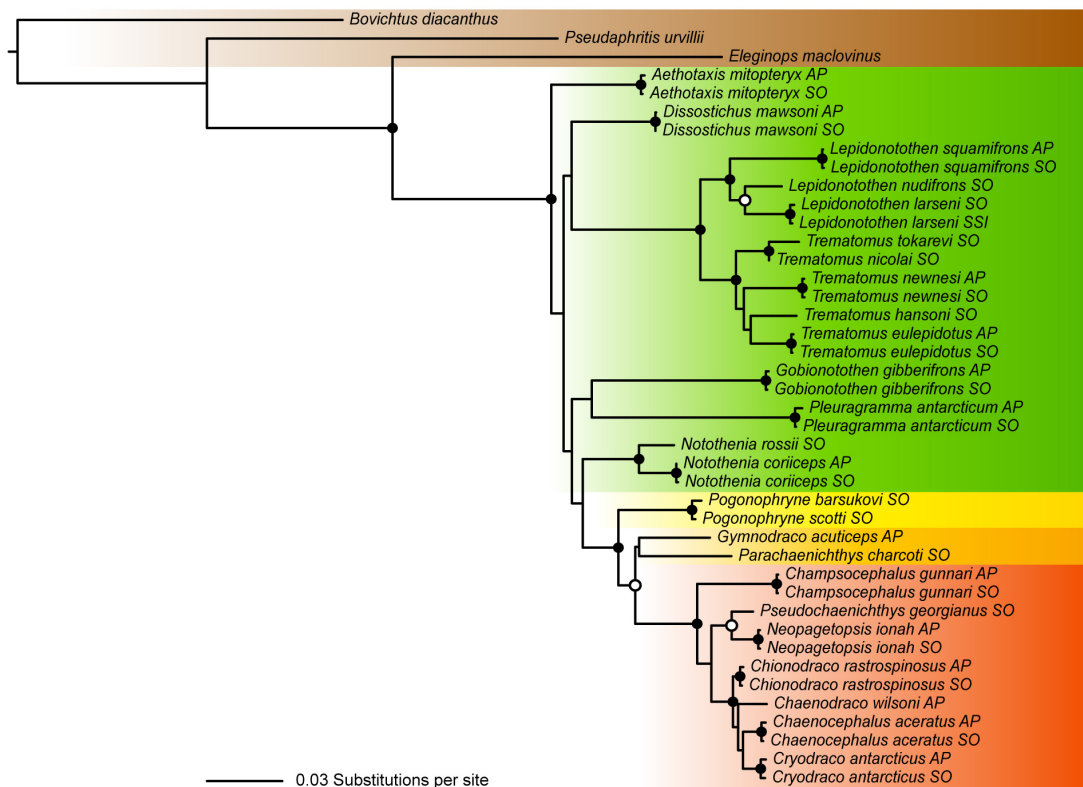 Bovichtus diacanthus
Pseudaphritis urvillii
Eleginops maclovinus
Aethotaxis mitopteryx AP
Aethotaxis mitopteryx SO
Dissostichus mawsoni AP
Dissostichus mawsoni SO
Lepidonotothen squamifrons AP
Lepidonotothen squamifrons SO
Lepidonotothen nudifrons SO
Lepidonotothen larseni SO
Lepidonotothen larseni SSI
Trematomus tokarevi SO
Trematomus nicolai SO
Trematomus newnesi AP
Trematomus newnesi SO
Trematomus hansoni SO
Trematomus eulepidotus AP
Trematomus eulepidotus SO
Gobionotothen gibberifrons AP
Gobionotothen gibberifrons SO
Pleuragramma antarcticum AP
Pleuragramma antarcticum SO
Notothenia rossii SO
Notothenia coriiceps AP
Notothenia coriiceps SO
Pogonophryne barsukovi SO
Pogonophryne scotti SO
Gymnodraco acuticeps AP
Parachaenichthys charcoti SO
Champsocephalus gunnari AP
Champsocephalus gunnari SO
Pseudochaenichthys georgianus SO
Neopagetopsis ionah AP
Neopagetopsis ionah SO
Chionodraco rastrospinosus AP
Chionodraco rastrospinosus SO
Chaenodraco wilsoni AP
Chaenocephalus aceratus AP
Chaenocephalus aceratus SO
Cryodraco antarcticus AP
Cryodraco antarcticus SO
0.03 Substitutions per site